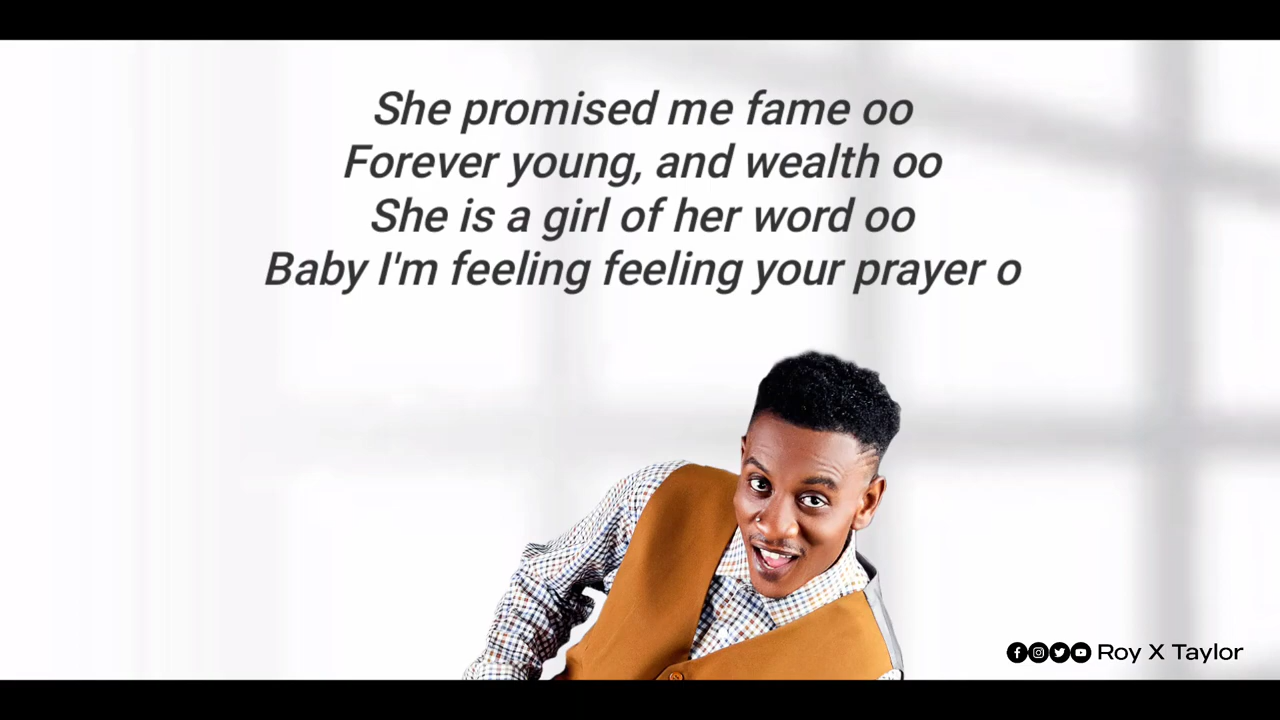 She promised me fame oo
Forever young, and wealth oo
She is a girl of her word oo
Baby I'm feeling feeling your prayer o
Roy X Taylor